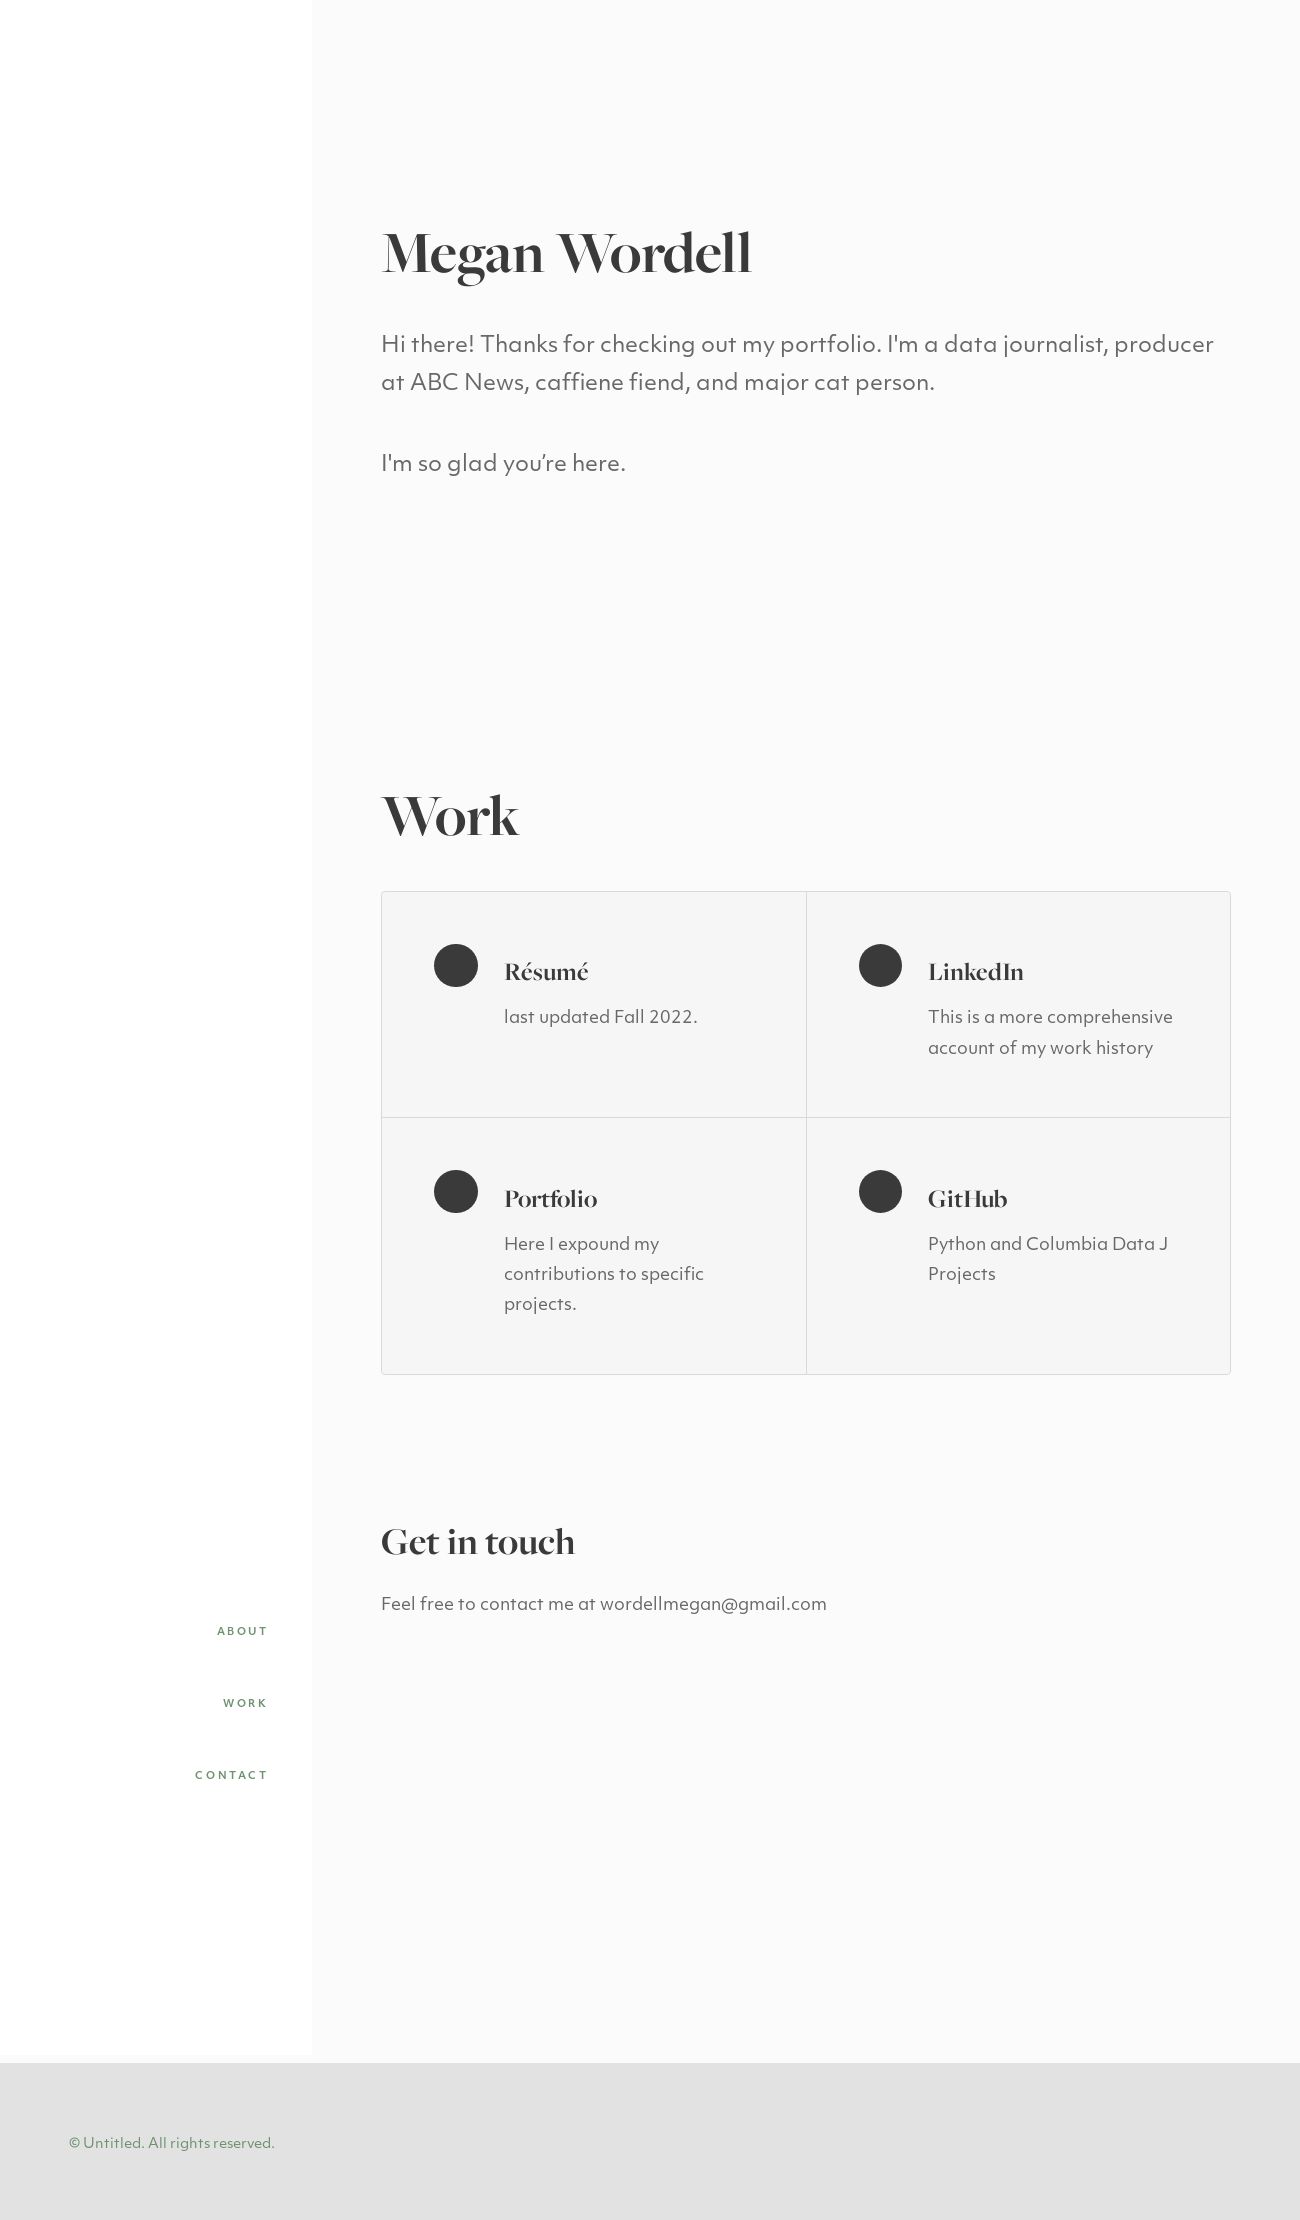 Megan Wordell
Hi there! Thanks for checking out my portfolio. I'm a data journalist, producer
at ABC News, caffiene fiend, and major cat person.
I'm so glad you’re here.
Work
Résumé
last updated Fall 2022.
LinkedIn
This is a more comprehensive
account of my work history
Portfolio
Here I expound my
contributions to specific
projects.
GitHub
Python and Columbia Data J
Projects
Get in touch
Feel free to contact me at wordellmegan@gmail.com
ABOUT
WORK
CONTACT
© Untitled. All rights reserved.